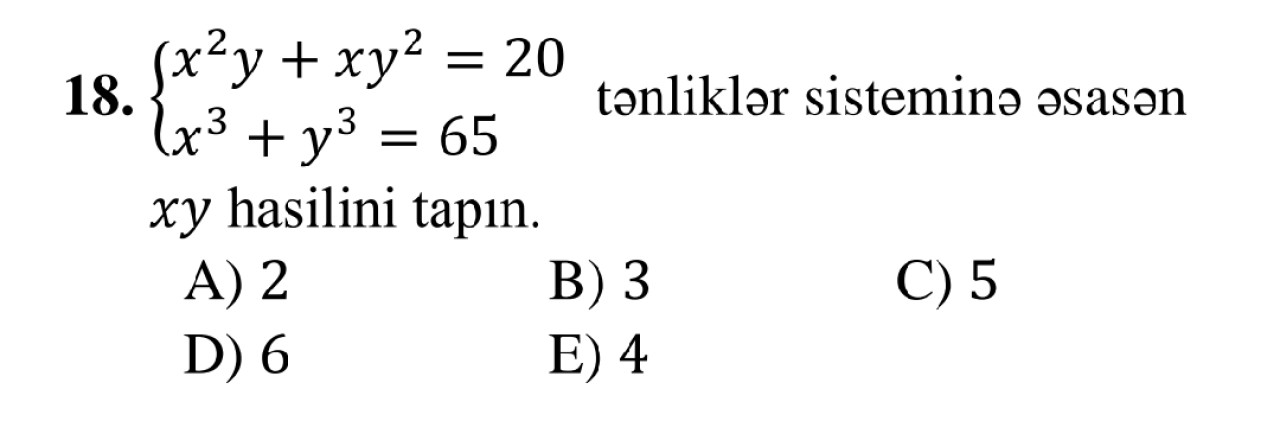 18. {x²y + xy² = 20
x³ + y³ = 65 tənliklər sisteminə əsasən
xy hasilini tapın.
A) 2 B) 3 C) 5
D) 6 E) 4